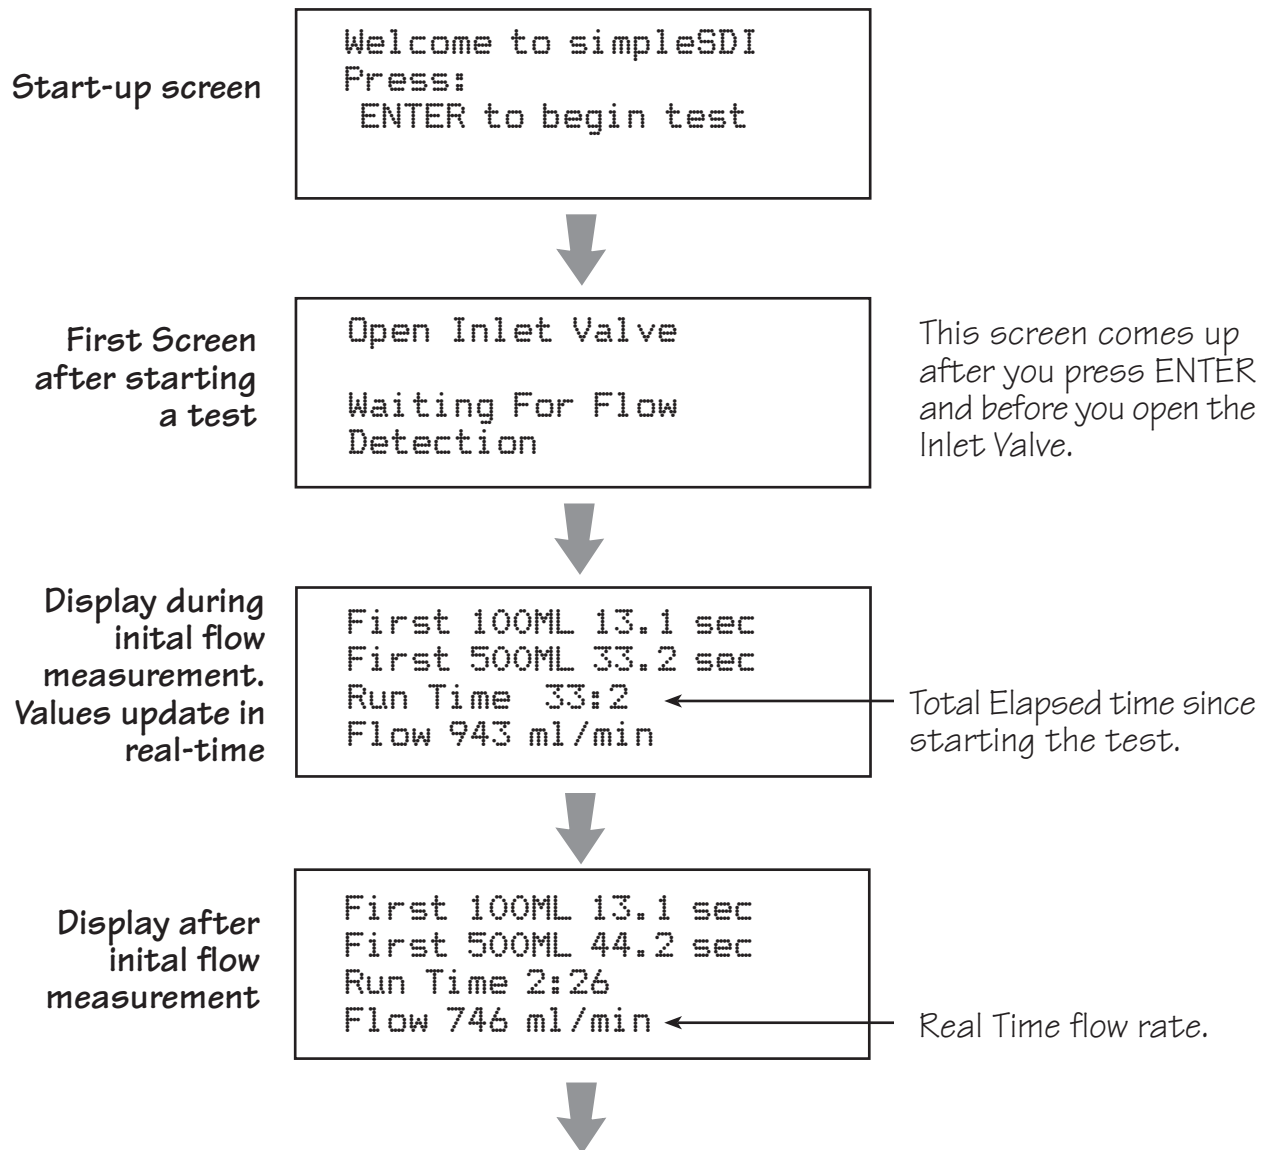 Start-up screen
Welcome to simpleSDI
Press:
ENTER to begin test
First Screen
after starting
a test
Open Inlet Valve
Waiting For Flow
Detection
This screen comes up
after you press ENTER
and before you open the
Inlet Valve.
Display during
inital flow
measurement.
Values update in
real-time
First 100ML 13.1 sec
First 500ML 33.2 sec
Run Time 33:2
Flow 943 ml/min
Total Elapsed time since
starting the test.
Display after
inital flow
measurement
First 100ML 13.1 sec
First 500ML 44.2 sec
Run Time 2:26
Flow 746 ml/min
Real Time flow rate.